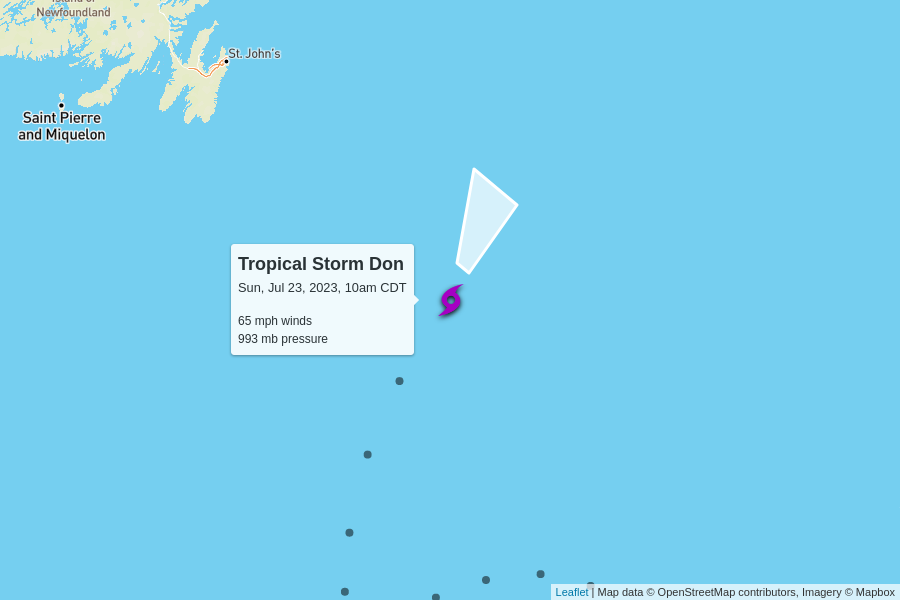 Island of
Newfoundland
St. John's
Saint Pierre
and Miquelon
Tropical Storm Don
Sun, Jul 23, 2023, 10am CDT
65 mph winds
993 mb pressure
Leaflet | Map data © OpenStreetMap contributors, Imagery © Mapbox